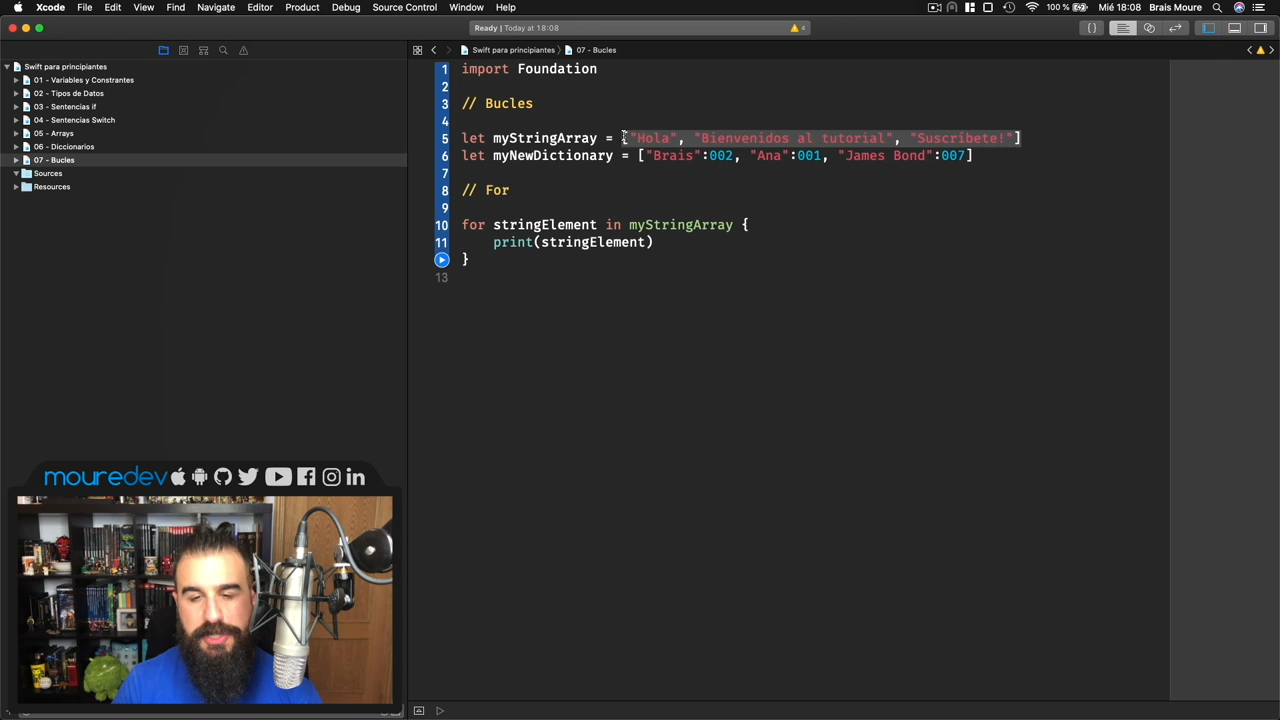 Xcode File Edit View Find Navigate Editor Product Debug Source Control Window Help 100 % Mié 18:08 Brais Moure
Ready | Today at 18:08 4
Swift para principiantes 07 - Bucles
Swift para principiantes
01 - Variables y Constrantes
02 - Tipos de Datos
03 - Sentencias if
04 - Sentencias Switch
05 - Arrays
06 - Diccionarios
07 - Bucles
Sources
Resources
1 import Foundation
2
3 // Bucles
4
5 let myStringArray = ["Hola", "Bienvenidos al tutorial", "Suscríbete!"]
6 let myNewDictionary = ["Brais":002, "Ana":001, "James Bond":007]
7
8 // For
9
10 for stringElement in myStringArray {
11 print(stringElement)
}
13
mouredev